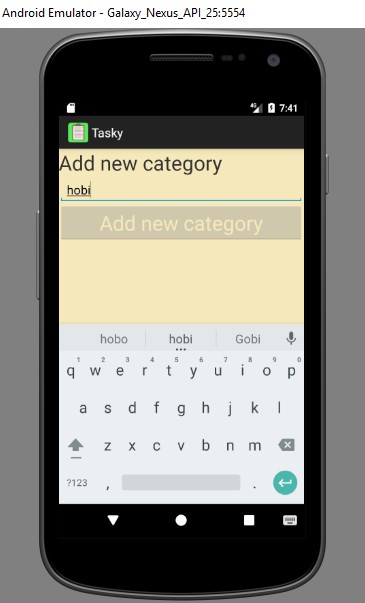 Android Emulator - Galaxy_Nexus_API_25:5554
4G 7:41
Tasky
Add new category
hobi
Add new category
hobo hobi Gobi
1 2 3 4 5 6 7 8 9 0
q w e r t y u i o p
a s d f g h j k l
z x c v b n m
?123 , .